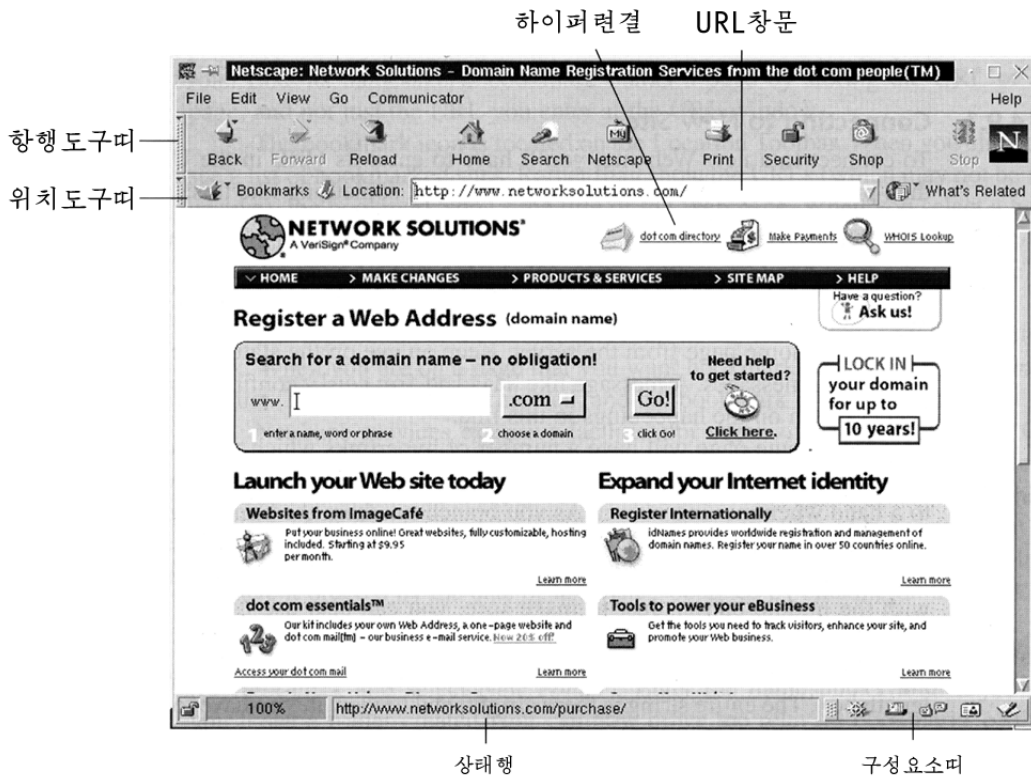 하이퍼련결 URL창문
Netscape: Network Solutions - Domain Name Registration Services from the dot com people(TM)
File Edit View Go Communicator Help
항행도구띠
Back Forward Reload Home Search Netscape Print Security Shop Stop N
My
위치도구띠
Bookmarks Location: http://www.networksolutions.com/ What's Related
NETWORK SOLUTIONS®
A VeriSign® Company
dot com directory Make Payments WHOIS Lookup
HOME > MAKE CHANGES > PRODUCTS & SERVICES > SITE MAP > HELP
Have a question?
Ask us!
Register a Web Address (domain name)
Search for a domain name – no obligation!
Need help
to get started?
www. .com Go!
1 enter a name, word or phrase 2 choose a domain 3 click Go!
Click here.
LOCK IN
your domain
for up to
10 years!
Launch your Web site today
Websites from ImageCafé
Put your business online! Great websites, fully customizable, hosting
included. Starting at $9.95
per month.
Learn more
dot com essentials™
Our kit includes your own Web Address, a one-page website and
dot com mail(tm) – our business e-mail service. Now 20% off!
Access your dot com mail Learn more
Expand your Internet identity
Register Internationally
idNames provides worldwide registration and management of
domain names. Register your name in over 50 countries online.
Learn more
Tools to power your eBusiness
Get the tools you need to track visitors, enhance your site, and
promote your Web business.
Learn more
100% http://www.networksolutions.com/purchase/
상태행 구성요소띠